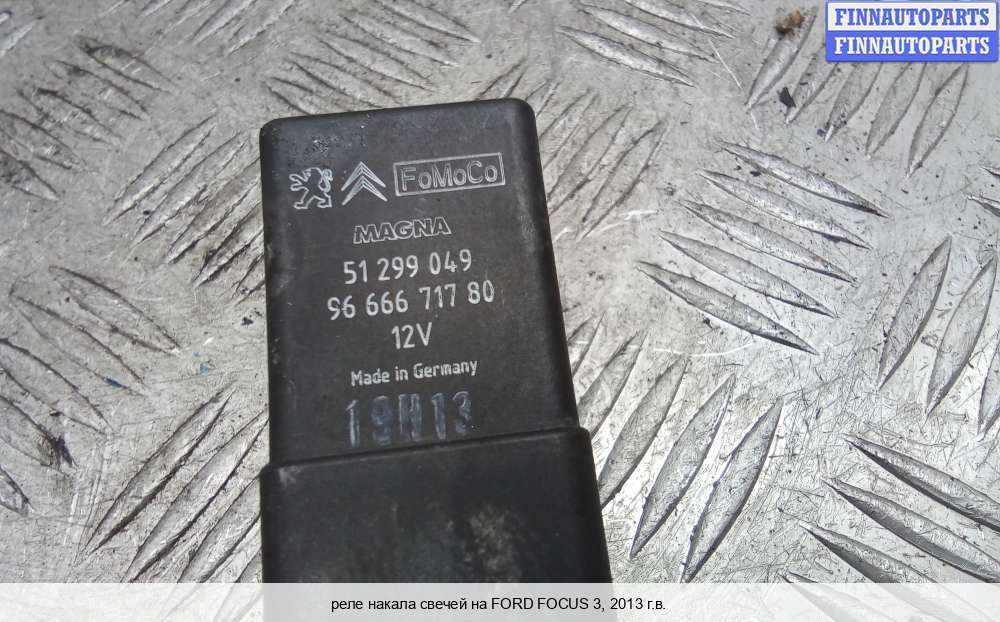 FINNAUTOPARTS
FINNAUTOPARTS
FoMoCo
MAGNA
51 299 049
96 666 717 80
12V
Made in Germany
19H13
реле накала свечей на FORD FOCUS 3, 2013 г.в.